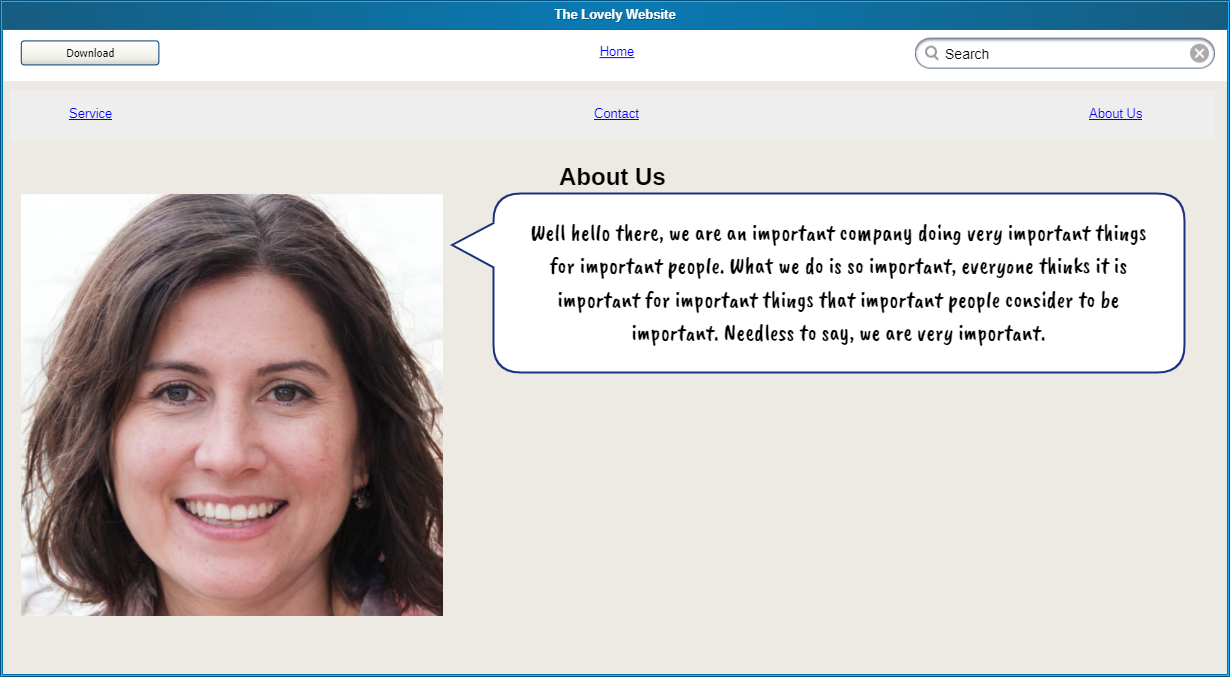 The Lovely Website
Download
Home
Search
Service
Contact
About Us
About Us
Well hello there, we are an important company doing very important things
for important people. What we do is so important, everyone thinks it is
important for important things that important people consider to be
important. Needless to say, we are very important.